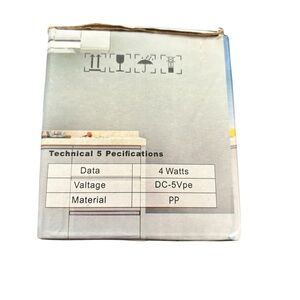 Technical 5 Pecifications
Data 4 Watts
Valtage DC-5Vpe
Material PP